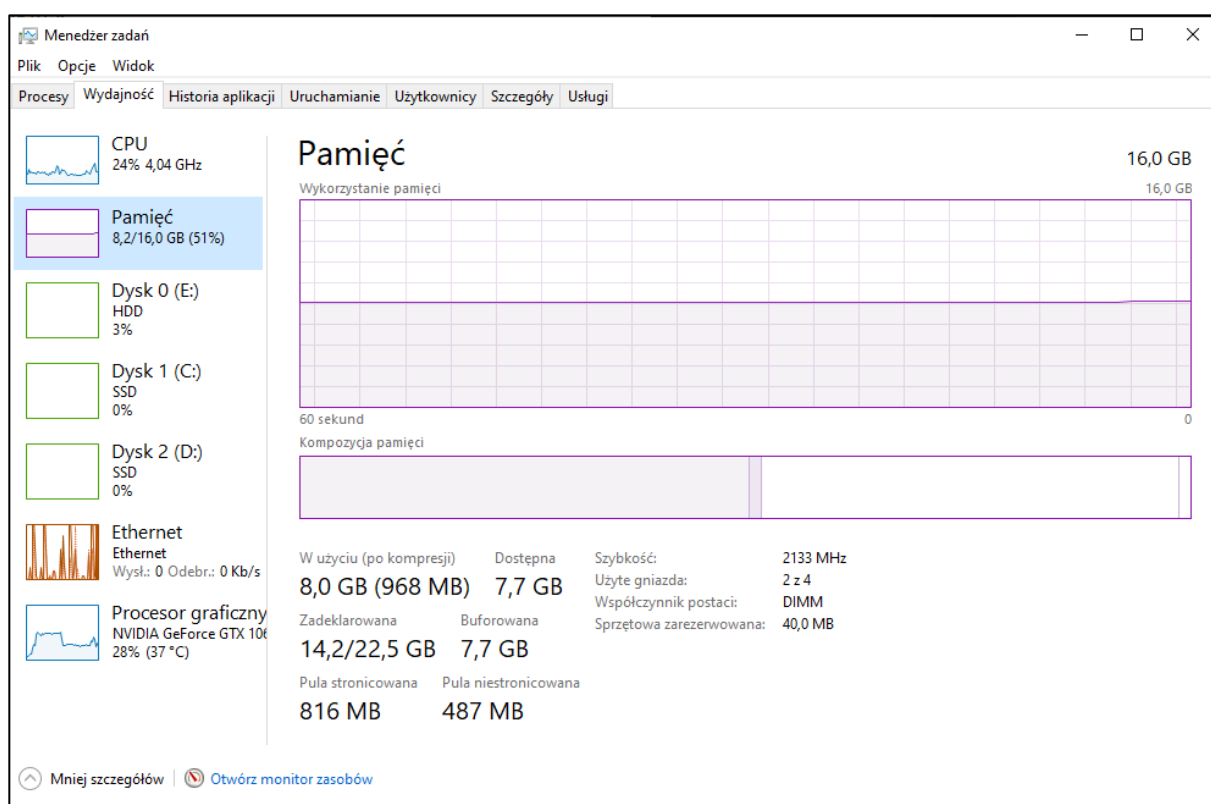 Menedżer zadań
Plik Opcje Widok
Procesy Wydajność Historia aplikacji Uruchamianie Użytkownicy Szczegóły Usługi
CPU
24% 4,04 GHz
Pamięć
8,2/16,0 GB (51%)
Dysk 0 (E:)
HDD
3%
Dysk 1 (C:)
SSD
0%
Dysk 2 (D:)
SSD
0%
Ethernet
Ethernet
Wysł.: 0 Odebr.: 0 Kb/s
Procesor graficzny
NVIDIA GeForce GTX 106
28% (37 °C)
Pamięć 16,0 GB
Wykorzystanie pamięci 16,0 GB
60 sekund 0
Kompozycja pamięci
W użyciu (po kompresji) Dostępna
8,0 GB (968 MB) 7,7 GB
Zadeklarowana Buforowana
14,2/22,5 GB 7,7 GB
Pula stronicowana Pula niestronicowana
816 MB 487 MB
Szybkość: 2133 MHz
Użyte gniazda: 2 z 4
Współczynnik postaci: DIMM
Sprzętowa zarezerwowana: 40,0 MB
Mniej szczegółów Otwórz monitor zasobów